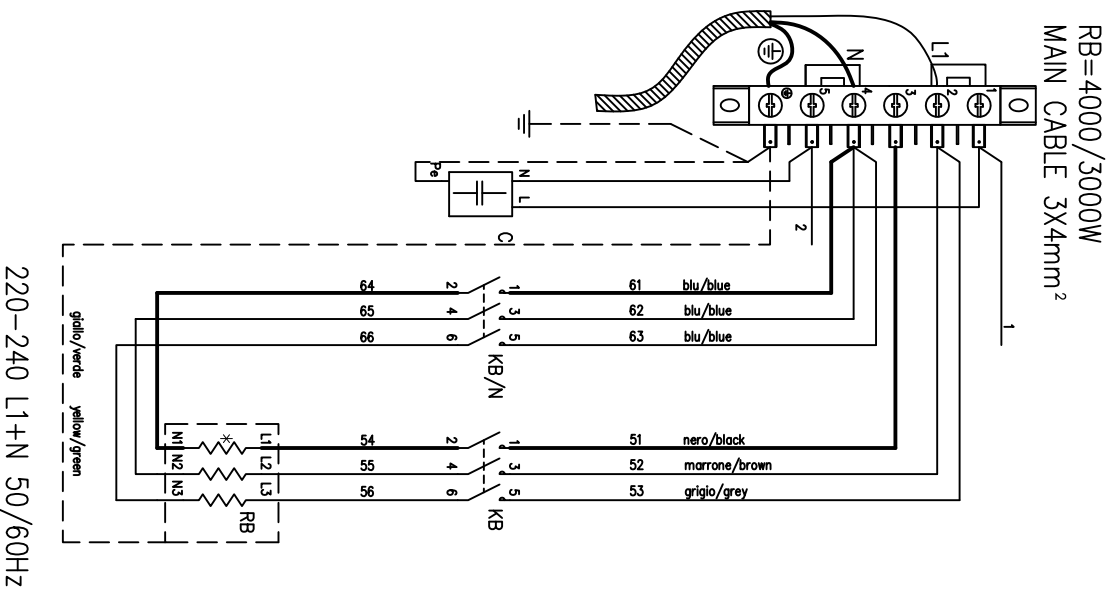 RB=4000/3000W
MAIN CABLE 3X4mm²
L1
N
1
2
3
4
5
1
2
Pe
N
L
C
64
2
1
61
blu/blue
65
4
3
62
blu/blue
66
6
5
63
blu/blue
KB/N
giallo/verde yellow/green
N1
L1
54
2
1
51
nero/black
N2
L2
55
4
3
52
marrone/brown
N3
L3
56
6
5
53
grigio/grey
RB
KB
220-240 L1+N 50/60Hz